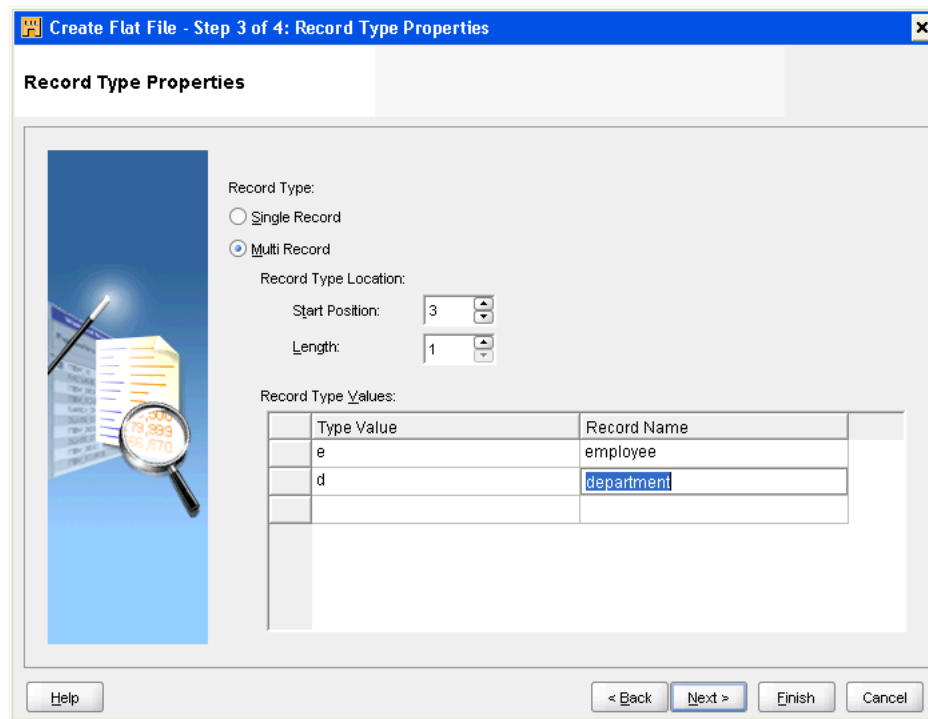 Create Flat File - Step 3 of 4: Record Type Properties
Record Type Properties
Record Type:
Single Record
Multi Record
Record Type Location:
Start Position:
3
Length:
1
Record Type Values:
Type Value Record Name
e employee
d department
Help < Back Next > Finish Cancel